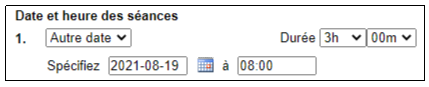 Date et heure des séances
1. Autre date Durée 3h 00m
Spécifiez 2021-08-19 à 08:00